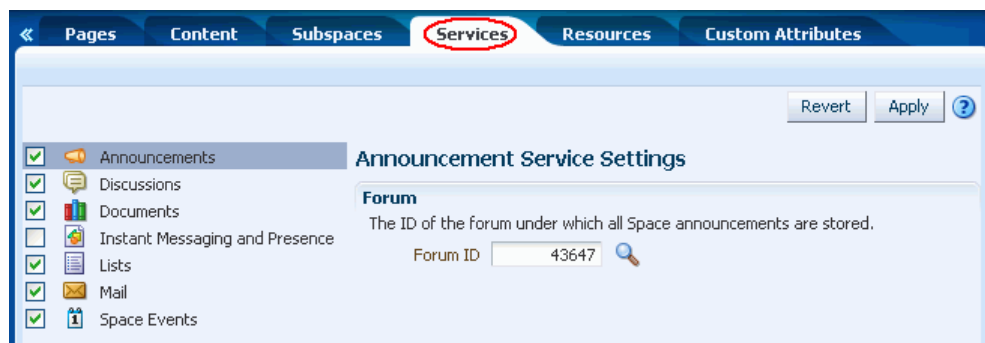 « Pages Content Subspaces Services Resources Custom Attributes
Revert Apply ?
Announcements
Discussions
Documents
Instant Messaging and Presence
Lists
Mail
1 Space Events
Announcement Service Settings
Forum
The ID of the forum under which all Space announcements are stored.
Forum ID 43647